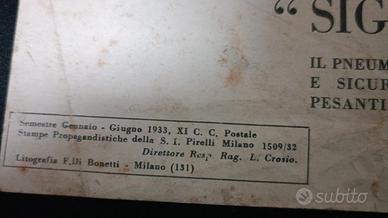 “ SIG
IL PNEUM
E SICUR
PESANTI
Semestre Gennaio - Giugno 1933, XI C. C. Postale
Stampe Propagandistiche della S. I. Pirelli Milano 1509/32
Direttore Resp. Rag. L. Crosio.
Litografia F.lli Bonetti - Milano (131)
subito